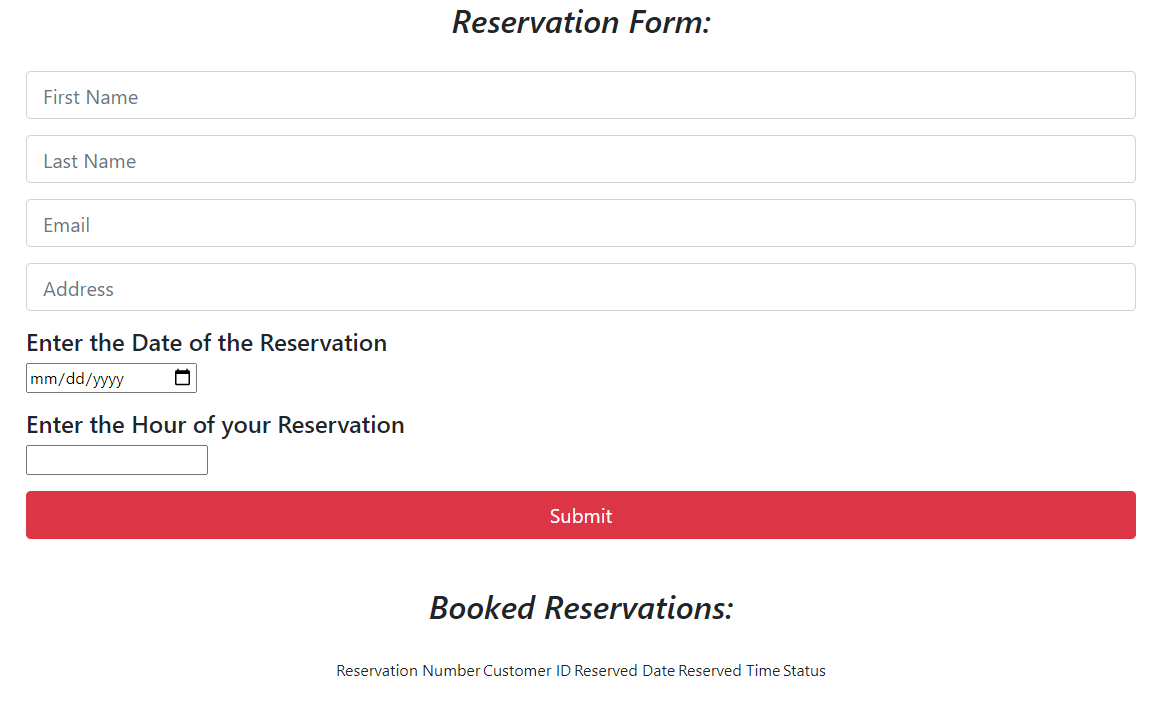 Reservation Form:
First Name
Last Name
Email
Address
Enter the Date of the Reservation
mm/dd/yyyy
Enter the Hour of your Reservation
Submit
Booked Reservations:
Reservation Number Customer ID Reserved Date Reserved Time Status